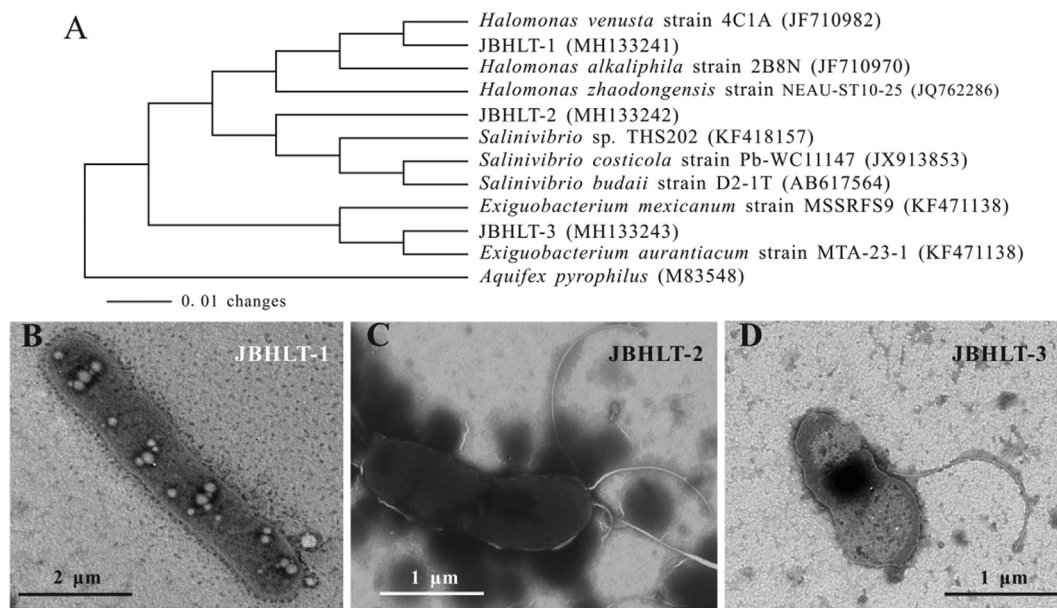 A
Halomonas venusta strain 4C1A (JF710982)
JBHLT-1 (MH133241)
Halomonas alkaliphila strain 2B8N (JF710970)
Halomonas zhaodongensis strain NEAU-ST10-25 (JQ762286)
JBHLT-2 (MH133242)
Salinivibrio sp. THS202 (KF418157)
Salinivibrio costicola strain Pb-WC11147 (JX913853)
Salinivibrio budaii strain D2-1T (AB617564)
Exiguobacterium mexicanum strain MSSRFS9 (KF471138)
JBHLT-3 (MH133243)
Exiguobacterium aurantiacum strain MTA-23-1 (KF471138)
Aquifex pyrophilus (M83548)
0. 01 changes
B JBHLT-1
2 μm
C JBHLT-2
1 μm
D JBHLT-3
1 μm